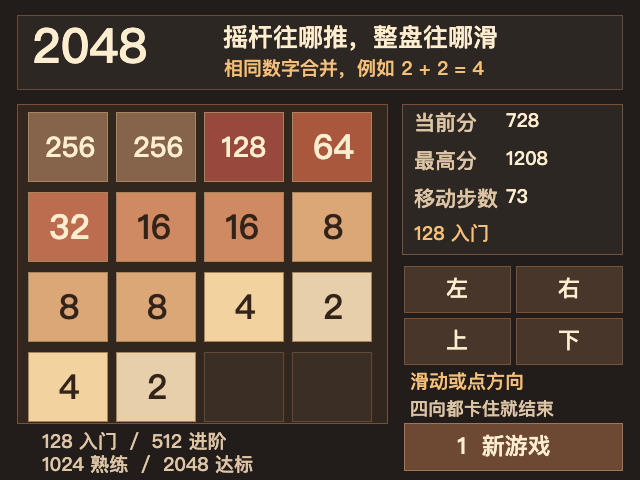 2048
摇杆往哪推，整盘往哪滑
相同数字合并，例如 2 + 2 = 4
256 256 128 64
32 16 16 8
8 8 4 2
4 2
当前分 728
最高分 1208
移动步数 73
128 入门
左 右
上 下
滑动或点方向
四向都卡住就结束
1 新游戏
128 入门 / 512 进阶
1024 熟练 / 2048 达标